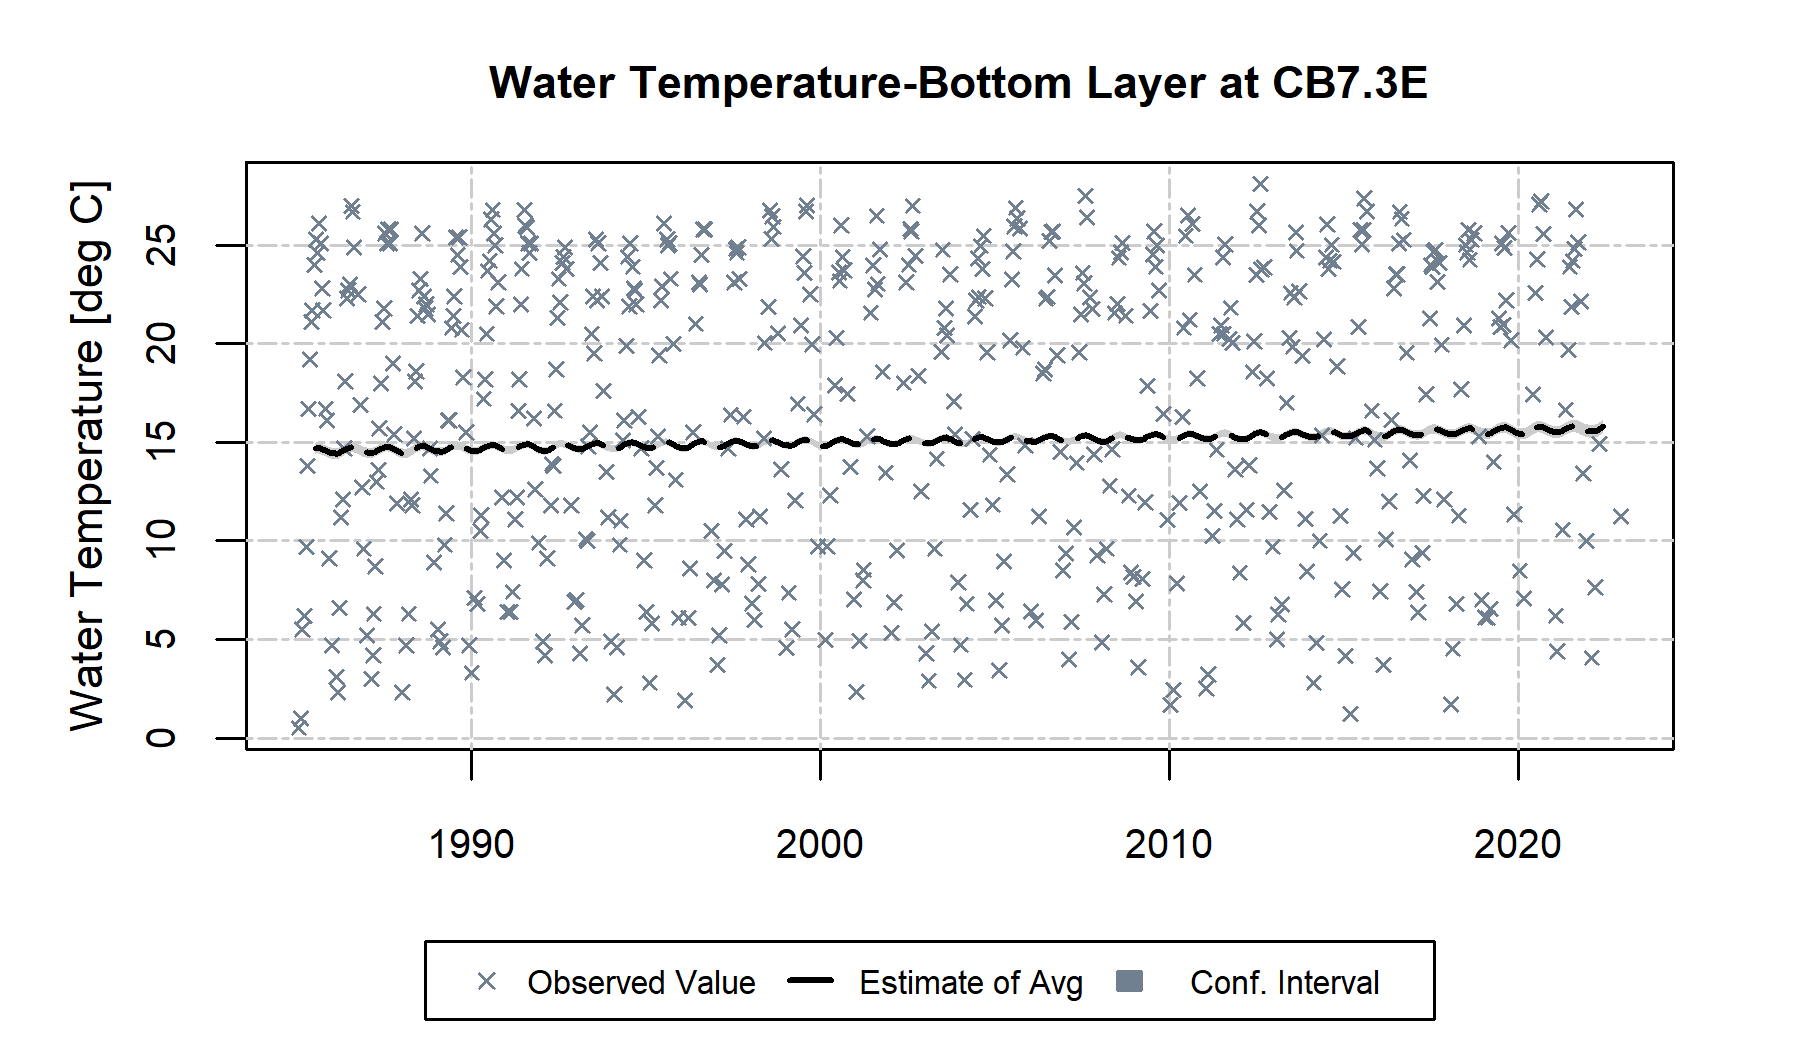 Water Temperature-Bottom Layer at CB7.3E
Water Temperature [deg C]
25
20
15
10
5
0
1990 2000 2010 2020
Observed Value Estimate of Avg Conf. Interval